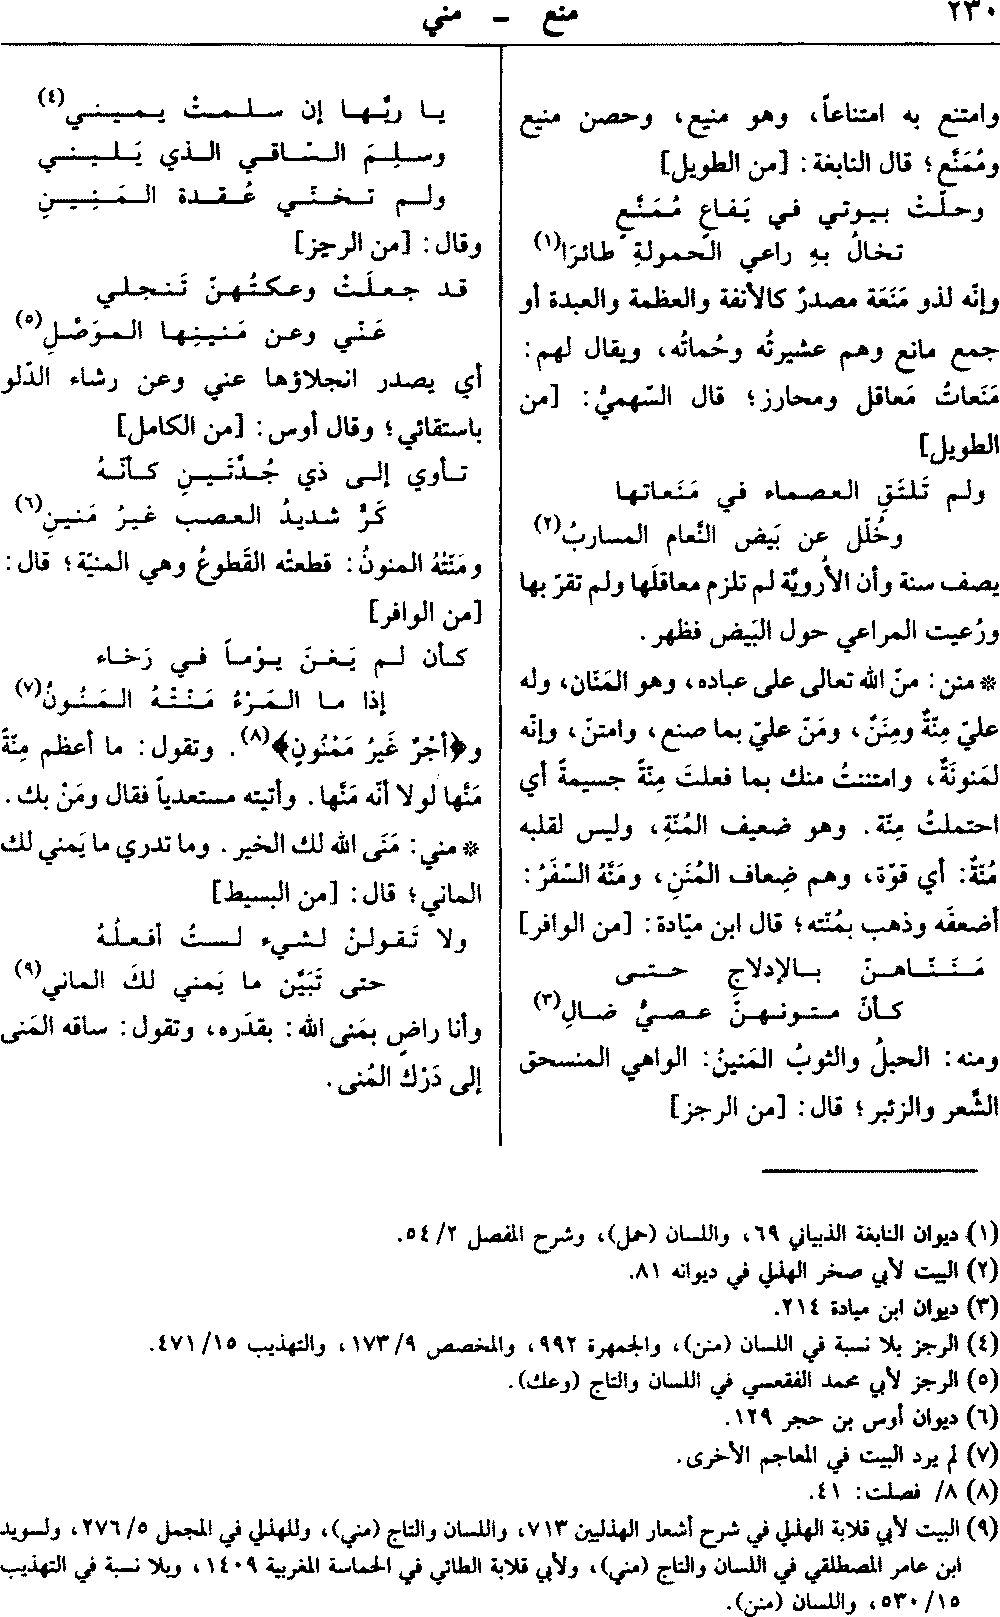 ٢٣٠
منع - مني
وامتنع به امتناعاً، وهو منيع، وحصن منيع
ومُمَنَّع؛ قال النابغة: [من الطويل]
وحلّتْ بيوتي في يَفاعٍ مُمَنَّعٍ
تخالُ بهِ راعي الحمولةِ طائرَا(١)
وإنّه لذو مَنَعَة مصدرٌ كالأنفة والعظمة والعبدة أو
جمع مانع وهم عشيرتُه وحُماتُه، ويقال لهم:
مَنَعاتُ مَعاقل ومحارز؛ قال السّهميُّ: [من
الطويل]
ولم تَلتَقِ العصماء في مَنَعاتها
وخُلّل عن بَيض النَّعام المساربُ(٢)
يصف سنة وأن الأُرويَّة لم تلزم معاقلَها ولم تقرّ بها
ورُعيت المراعي حول البَيض فظهر.
* منن: منّ الله تعالى على عباده، وهو المَنّان، وله
عليّ مِنّةٌ ومِنَنٌ، ومَنّ عليّ بما صنع، وامتنّ، وإنّه
لمَنونَةٌ، وامتننتُ منك بما فعلتَ مِنّةً جسيمةً أي
احتملتُ مِنّة. وهو ضعيف المُنّةِ، وليس لقلبه
مُنّةٌ: أي قوّة، وهم ضِعاف المُنَنِ، ومَنَّهُ السّفَرُ:
أضعفَه وذهب بمُنّته؛ قال ابن ميّادة: [من الوافر]
مَنَنّاهنّ بالإدلاجِ حتى
كأنّ متونهنَّ عصيُّ ضالِ(٣)
ومنه: الحبلُ والثوبُ المَنينُ: الواهي المنسحق
الشَّعر والزئبر؛ قال: [من الرجز]
يا ريَّها إن سلمتْ يميني(٤)
وسلِمَ السّاقي الذي يَليني
ولم تخنّي عُقدة المَنِينِ
وقال: [من الرجز]
قد جعلَتْ وعكتُهنّ تَنجلي
عَنّي وعن مَنينِها الموَصَّلِ(٥)
أي يصدر انجلاؤها عني وعن رشاء الدّلو
باستقائي؛ وقال أوس: [من الكامل]
تأوي إلى ذي جُدَّتَينِ كأنّهُ
كَرٌّ شديدُ العصب غيرُ مَنينِ(٦)
ومَنّتْهُ المنونُ: قطعتْه القَطوعُ وهي المنيّة؛ قال:
[من الوافر]
كأن لم يَغنَ يوْماً في رَخاء
إذا ما المَرْءُ مَنّتْهُ المَنُونُ(٧)
و﴿أجْرٌ غَيرُ مَمْنُونٍ﴾(٨). وتقول: ما أعظم مِنّةً
مَنَّها لولا أنّه مَنَّها. وأتيته مستعدياً فقال ومَنْ بك.
* مني: مَنَى الله لك الخير. وما تدري ما يَمني لك
الماني؛ قال: [من البسيط]
ولا تَقولنْ لشيء لستُ أفعلُهُ
حتى تَبَيَّن ما يَمني لكَ الماني(٩)
وأنا راضٍ بمَنى الله: بقدَره، وتقول: ساقه المَنى
إلى دَرْك المُنى.
(١) ديوان النابغة الذبياني ٦٩، واللسان (حمل)، وشرح المفصل ٢/ ٥٤.
(٢) البيت لأبي صخر الهذلي في ديوانه ٨١.
(٣) ديوان ابن ميادة ٢١٤.
(٤) الرجز بلا نسبة في اللسان (منن)، والجمهرة ٩٩٢، والمخصص ٩/ ١٧٣، والتهذيب ١٥/ ٤٧١.
(٥) الرجز لأبي محمد الفقعسي في اللسان والتاج (وعك).
(٦) ديوان أوس بن حجر ١٢٩.
(٧) لم يرد البيت في المعاجم الأخرى.
(٨) ٨/ فصلت: ٤١.
(٩) البيت لأبي قلابة الهذلي في شرح أشعار الهذليين ٧١٣، واللسان والتاج (مني)، وللهذلي في المجمل ٥/ ٢٧٦، ولسويد
ابن عامر المصطلقي في اللسان والتاج (مني)، ولأبي قلابة الطائي في الحماسة المغربية ١٤٠٩، وبلا نسبة في التهذيب
١٥/ ٥٣٠، واللسان (منن).